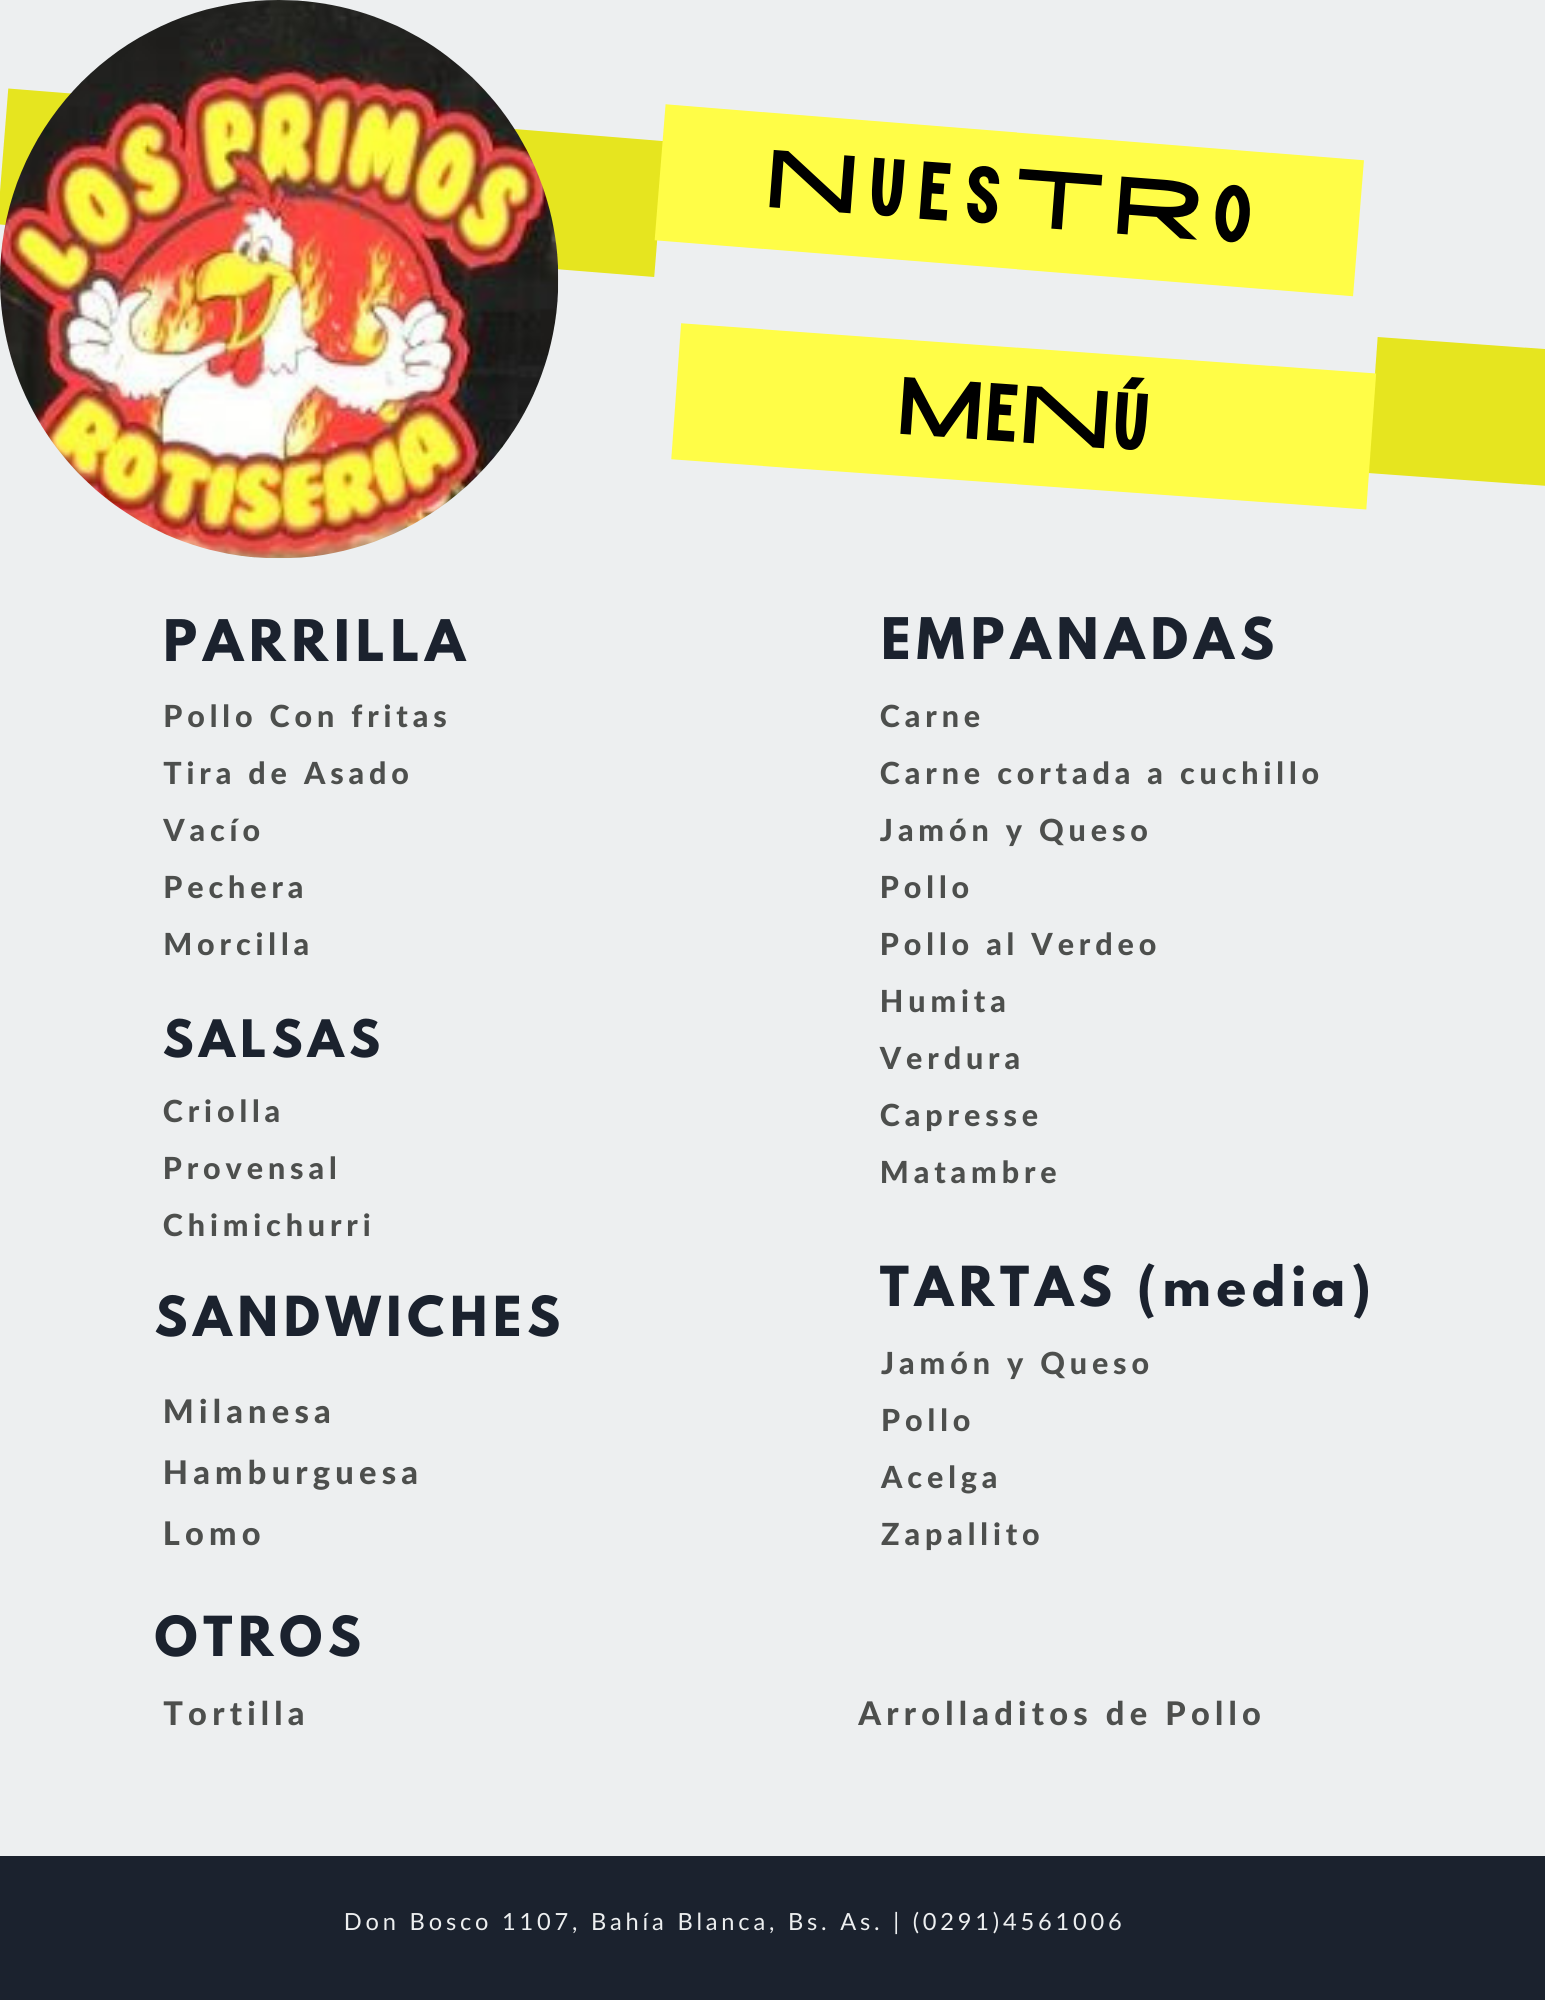 LOS PRIMOS
ROTISERIA
NUESTRO
MENÚ
PARRILLA
Pollo Con fritas
Tira de Asado
Vacío
Pechera
Morcilla
SALSAS
Criolla
Provensal
Chimichurri
SANDWICHES
Milanesa
Hamburguesa
Lomo
EMPANADAS
Carne
Carne cortada a cuchillo
Jamón y Queso
Pollo
Pollo al Verdeo
Humita
Verdura
Capresse
Matambre
TARTAS (media)
Jamón y Queso
Pollo
Acelga
Zapallito
OTROS
Tortilla
Arrolladitos de Pollo
Don Bosco 1107, Bahía Blanca, Bs. As. | (0291)4561006